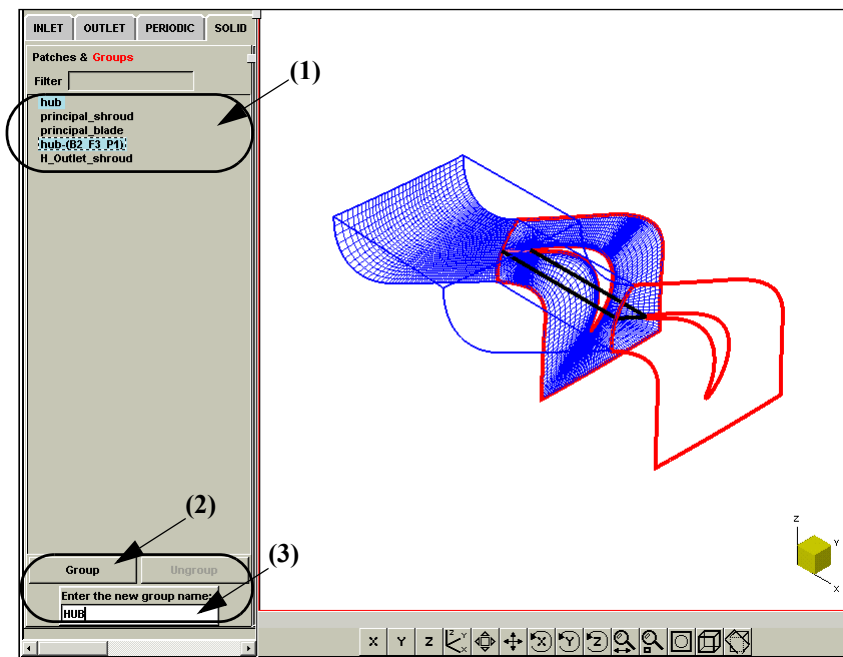 INLET OUTLET PERIODIC SOLID
Patches & Groups
Filter
hub
principal_shroud
principal_blade
hub-(B2_F3_P1)
H_Outlet_shroud
(1)
(2)
(3)
Group Ungroup
Enter the new group name:
HUB
Z
Y
X
X Y Z Z Y X X Y Z